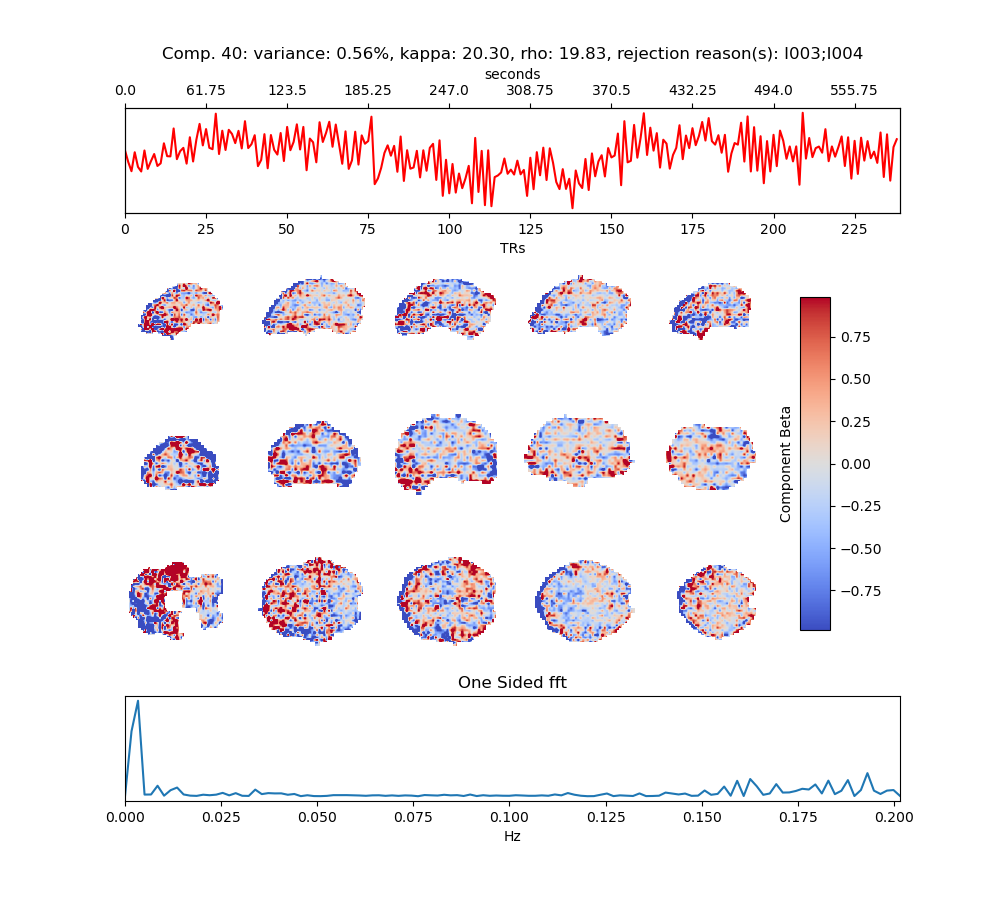 Comp. 40: variance: 0.56%, kappa: 20.30, rho: 19.83, rejection reason(s): I003;I004
seconds
0.0 61.75 123.5 185.25 247.0 308.75 370.5 432.25 494.0 555.75
0 25 50 75 100 125 150 175 200 225
TRs
0.75
0.50
0.25
0.00
−0.25
−0.50
−0.75
Component Beta
One Sided fft
0.000 0.025 0.050 0.075 0.100 0.125 0.150 0.175 0.200
Hz